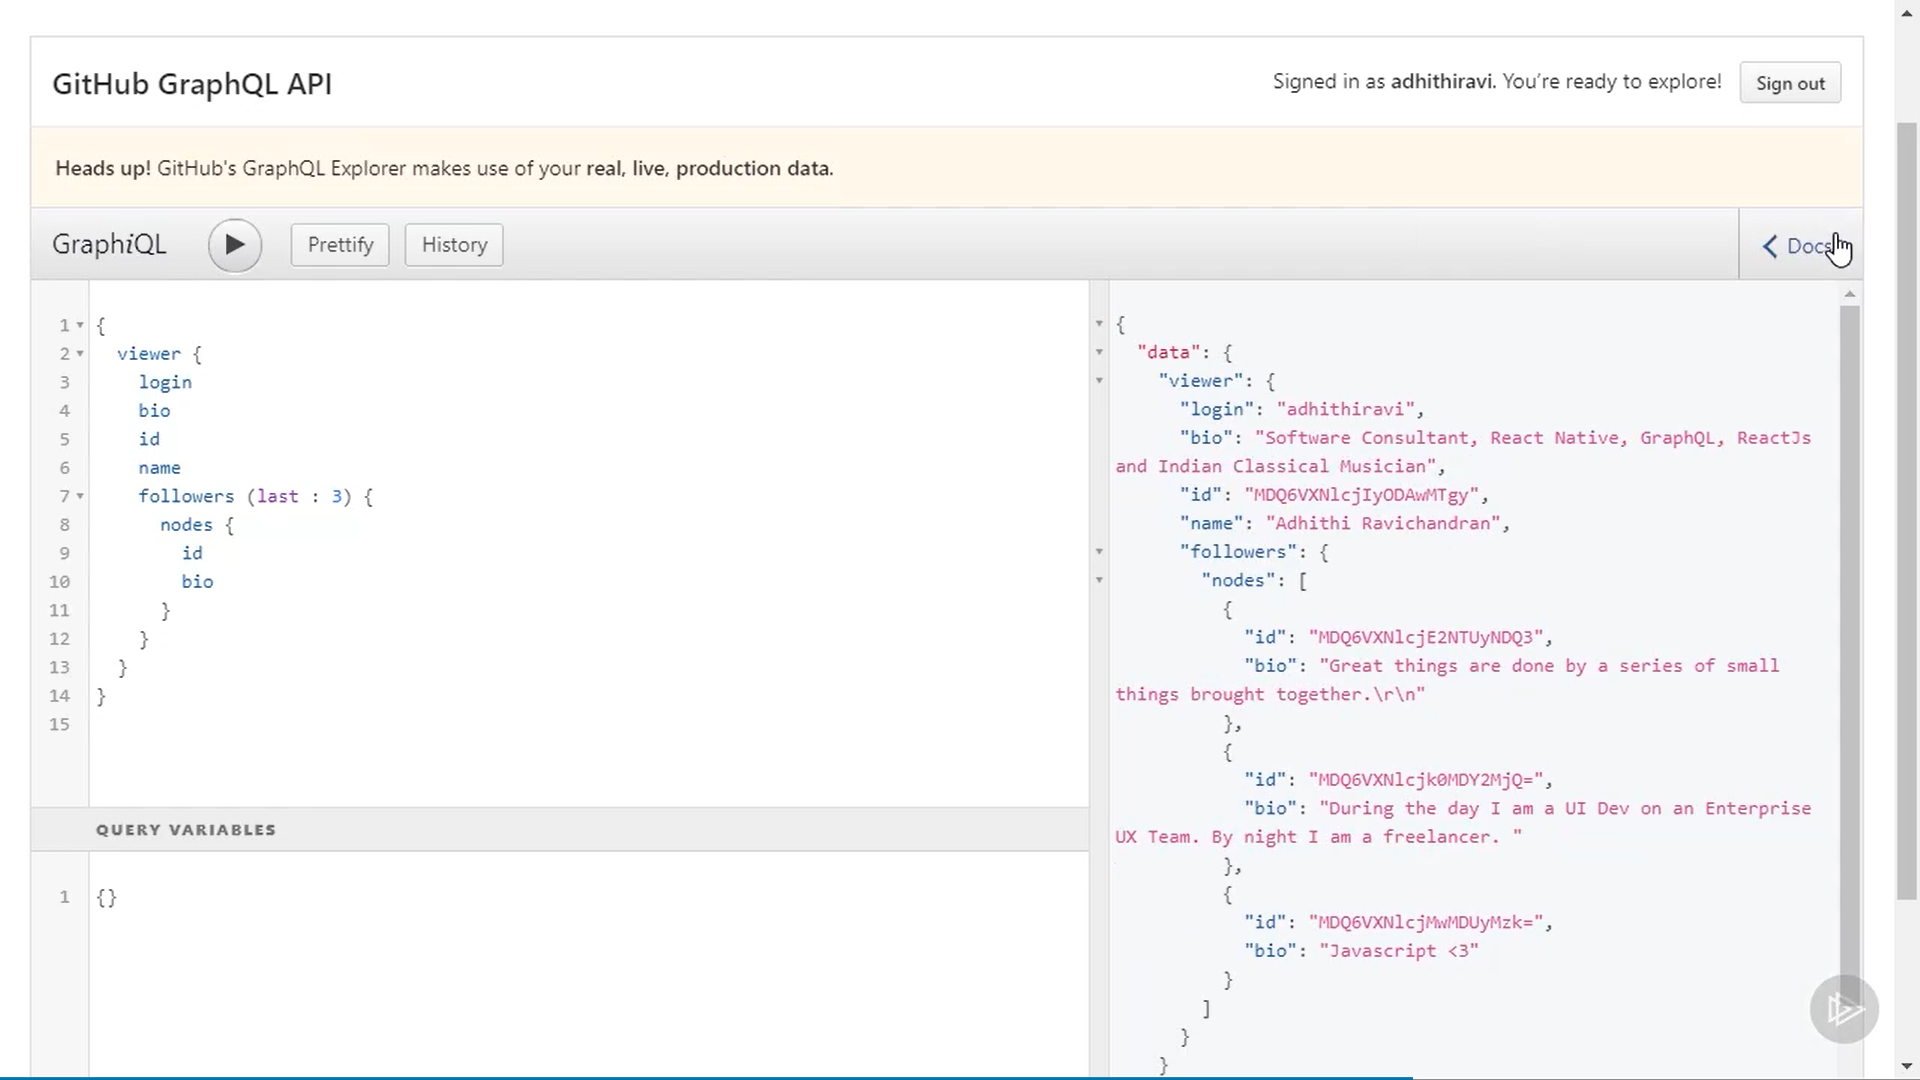 GitHub GraphQL API
Signed in as adhithiravi. You're ready to explore!
Sign out
Heads up! GitHub's GraphQL Explorer makes use of your real, live, production data.
GraphiQL
Prettify
History
Docs
1 {
2 viewer {
3 login
4 bio
5 id
6 name
7 followers (last : 3) {
8 nodes {
9 id
10 bio
11 }
12 }
13 }
14 }
15
QUERY VARIABLES
1 {}
{
"data": {
"viewer": {
"login": "adhithiravi",
"bio": "Software Consultant, React Native, GraphQL, ReactJs
and Indian Classical Musician",
"id": "MDQ6VXNlcjIyODAwMTgy",
"name": "Adhithi Ravichandran",
"followers": {
"nodes": [
{
"id": "MDQ6VXNlcjE2NTUyNDQ3",
"bio": "Great things are done by a series of small
things brought together.\r\n"
},
{
"id": "MDQ6VXNlcjk0MDY2MjQ=",
"bio": "During the day I am a UI Dev on an Enterprise
UX Team. By night I am a freelancer. "
},
{
"id": "MDQ6VXNlcjMwMDUyMzk=",
"bio": "Javascript <3"
}
]
}
}